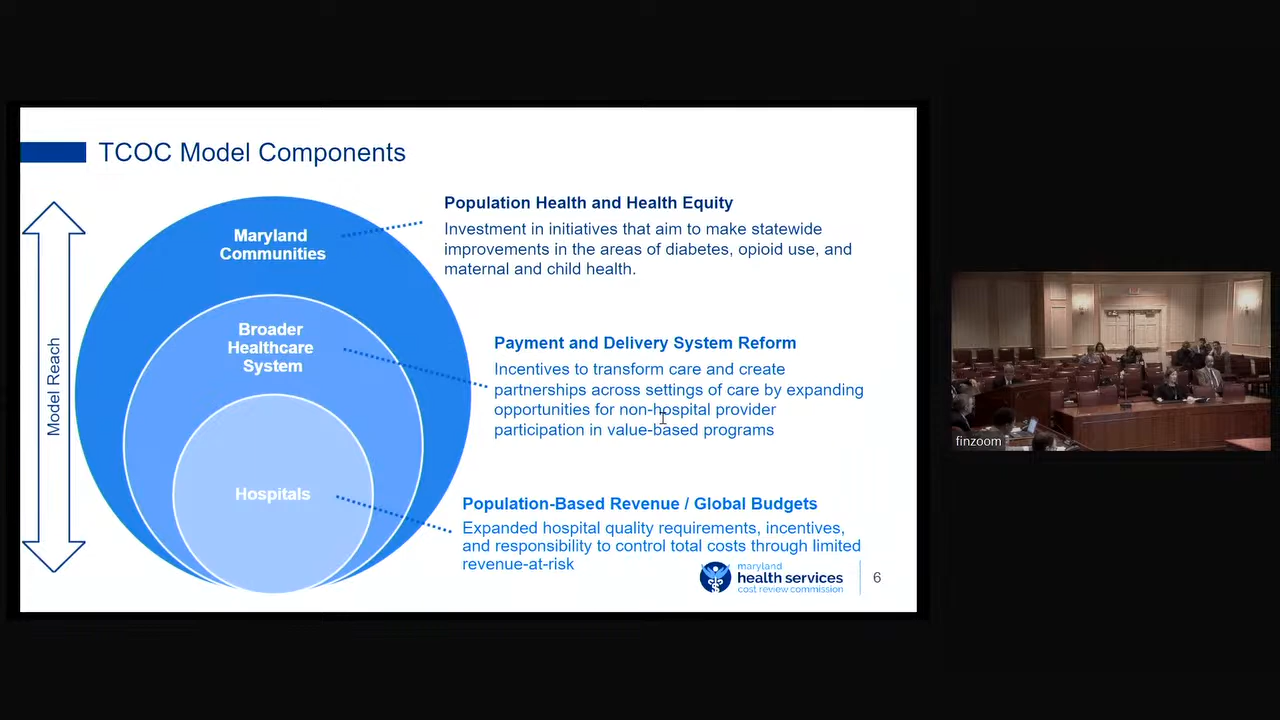 TCOC Model Components
Model Reach
Maryland
Communities
Broader
Healthcare
System
Hospitals
Population Health and Health Equity
Investment in initiatives that aim to make statewide
improvements in the areas of diabetes, opioid use, and
maternal and child health.
Payment and Delivery System Reform
Incentives to transform care and create
partnerships across settings of care by expanding
opportunities for non-hospital provider
participation in value-based programs
Population-Based Revenue / Global Budgets
Expanded hospital quality requirements, incentives,
and responsibility to control total costs through limited
revenue-at-risk
maryland
health services
cost review commission
6
finzoom